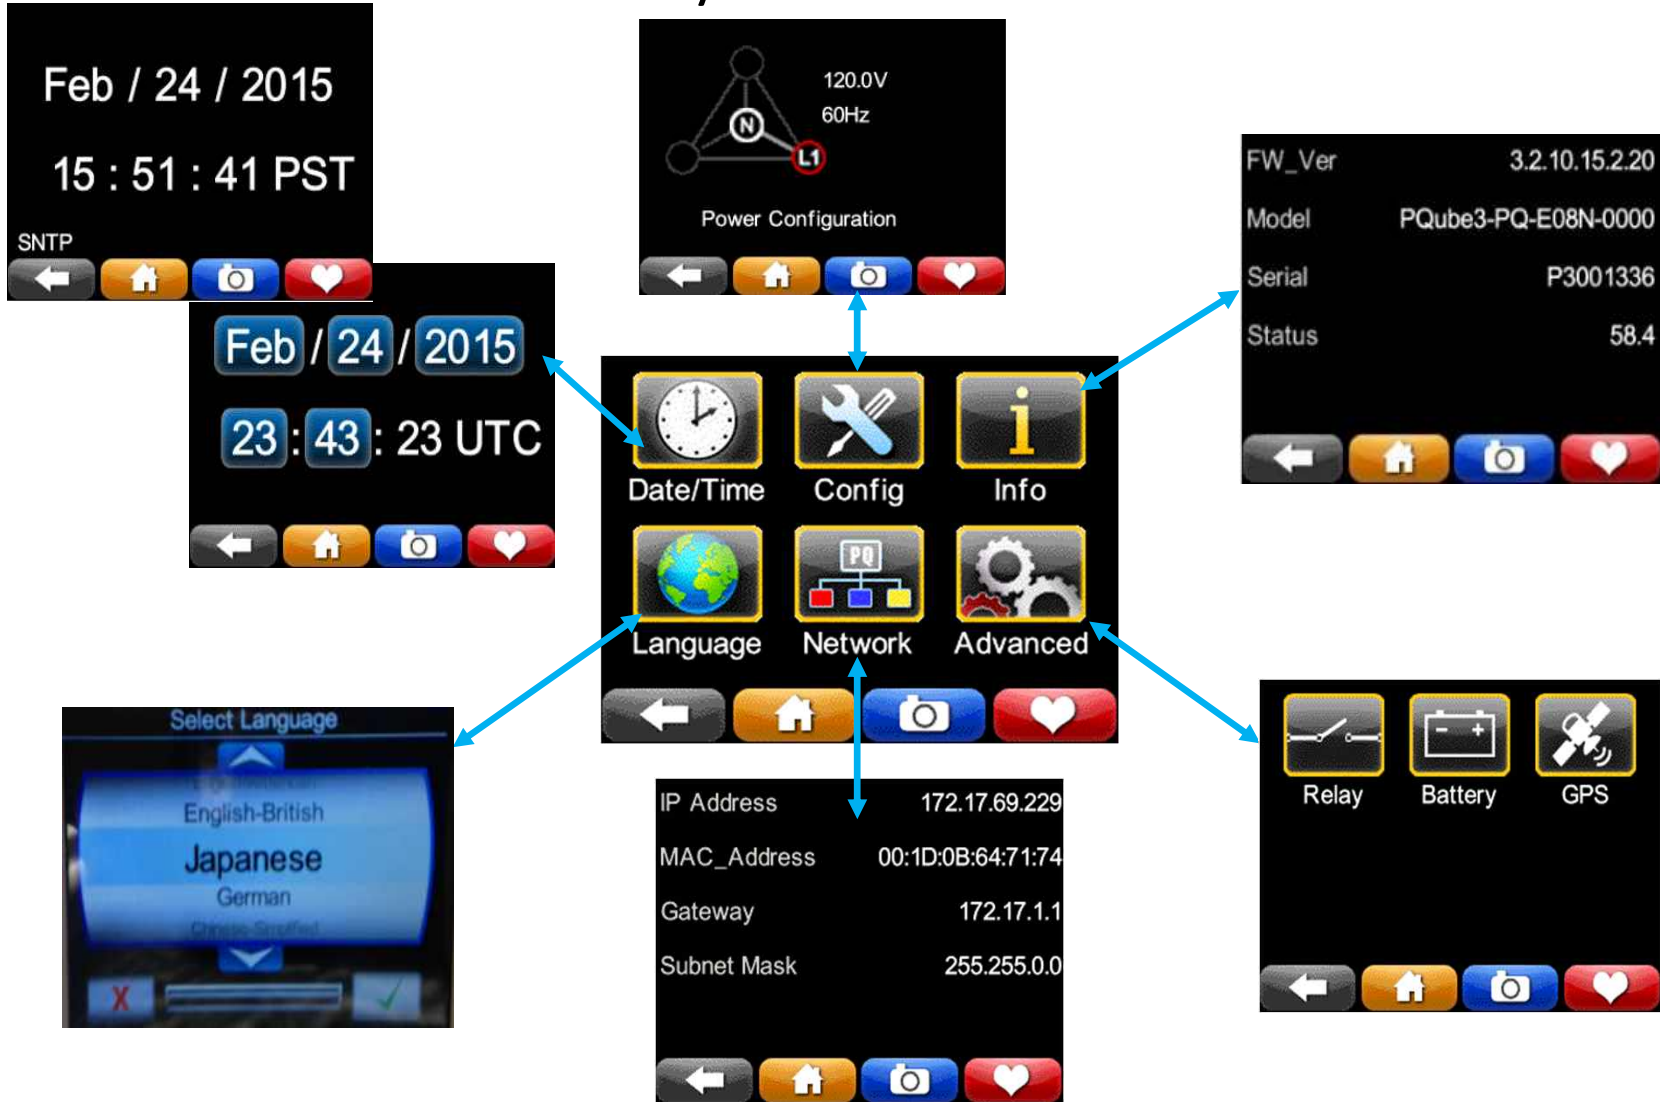 Feb / 24 / 2015
15 : 51 : 41 PST
SNTP
Feb / 24 / 2015
23 : 43 : 23 UTC
120.0V
60Hz
N
L1
Power Configuration
FW_Ver 3.2.10.15.2.20
Model PQube3-PQ-E08N-0000
Serial P3001336
Status 58.4
i
Date/Time Config Info
PQ
Language Network Advanced
Select Language
English-British
Japanese
German
X
IP Address 172.17.69.229
MAC_Address 00:1D:0B:64:71:74
Gateway 172.17.1.1
Subnet Mask 255.255.0.0
Relay Battery GPS